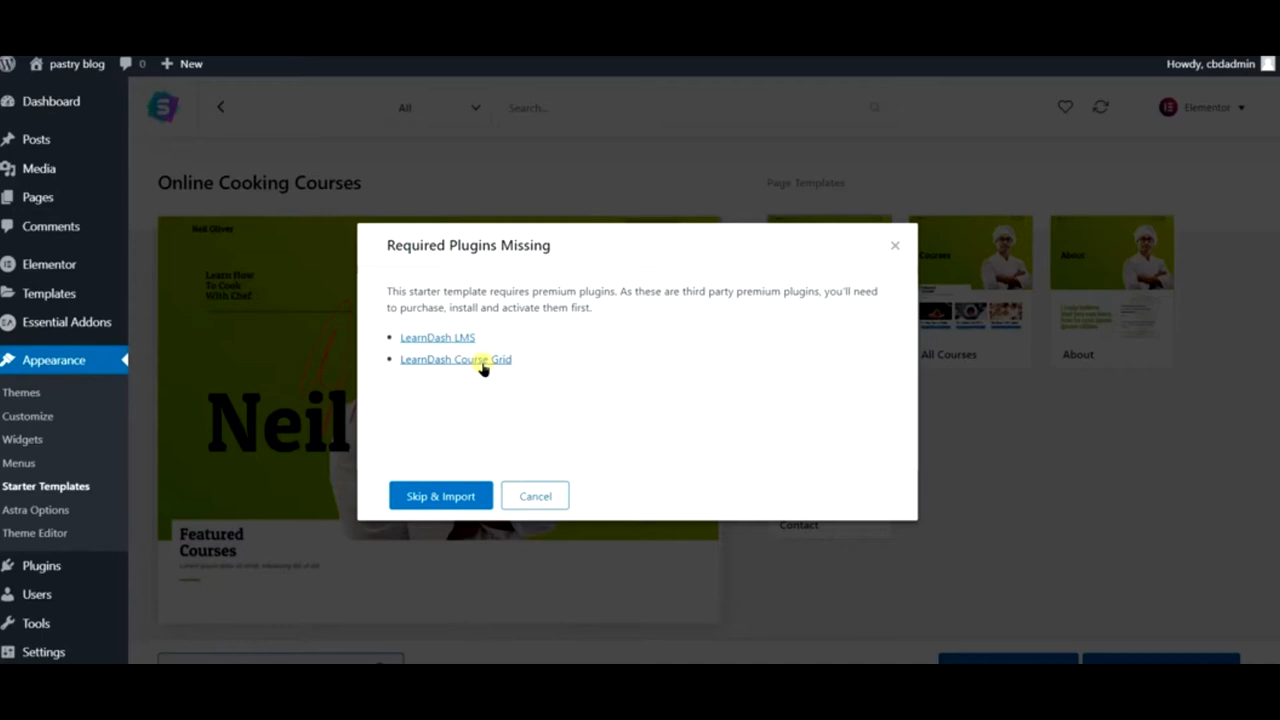 pastry blog
0
New
Howdy, cbdadmin
Dashboard
Posts
Media
Pages
Comments
Elementor
Templates
Essential Addons
Appearance
Themes
Customize
Widgets
Menus
Starter Templates
Astra Options
Theme Editor
Plugins
Users
Tools
Settings
All
Search...
Elementor
Online Cooking Courses
Page Templates
Neil Oliver
Learn How
To Cook
With Chef
Neil
Featured
Courses
Required Plugins Missing
This starter template requires premium plugins. As these are third party premium plugins, you'll need
to purchase, install and activate them first.
LearnDash LMS
LearnDash Course Grid
Skip & Import
Cancel
Courses
All Courses
About
About
Contact